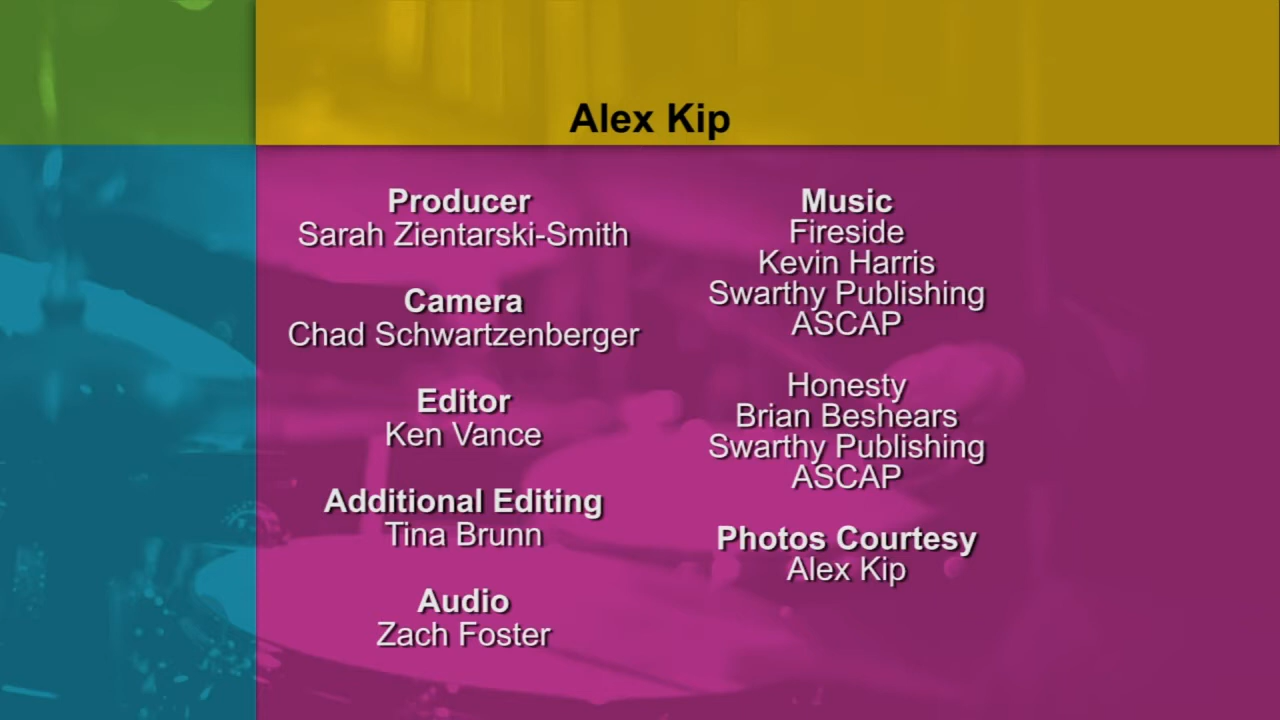 Alex Kip
Producer
Sarah Zientarski-Smith
Camera
Chad Schwartzenberger
Editor
Ken Vance
Additional Editing
Tina Brunn
Audio
Zach Foster
Music
Fireside
Kevin Harris
Swarthy Publishing
ASCAP
Honesty
Brian Beshears
Swarthy Publishing
ASCAP
Photos Courtesy
Alex Kip